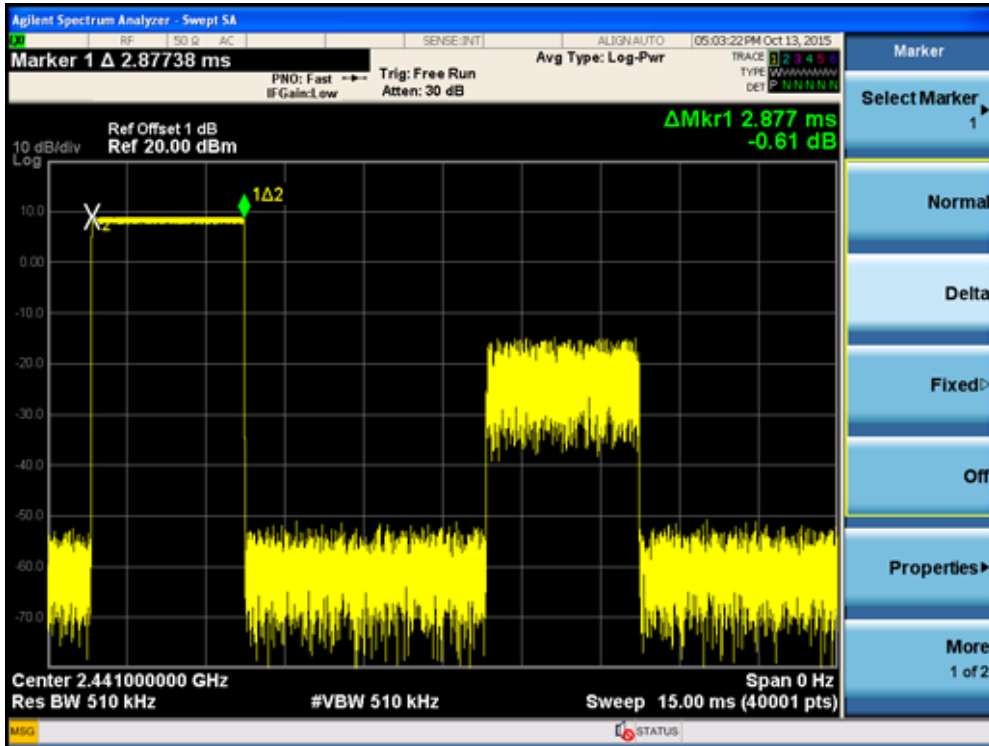 Agilent Spectrum Analyzer - Swept SA
LXI RF 50 Ω AC SENSE:INT ALIGNAUTO 05:03:22 PM Oct 13, 2015
Marker 1 Δ 2.87738 ms
PNO: Fast
IFGain:Low
Trig: Free Run
Atten: 30 dB
Avg Type: Log-Pwr
TRACE 1 2 3 4 5 6
TYPE WWWWWWW
DET P N N N N N
ΔMkr1 2.877 ms
-0.61 dB
10 dB/div
Log
Ref Offset 1 dB
Ref 20.00 dBm
1Δ2
2
10.0
0.00
-10.0
-20.0
-30.0
-40.0
-50.0
-60.0
-70.0
Center 2.441000000 GHz
Span 0 Hz
Res BW 510 kHz
#VBW 510 kHz
Sweep 15.00 ms (40001 pts)
MSG
STATUS
Marker
Select Marker
1
Normal
Delta
Fixed
Off
Properties
More
1 of 2